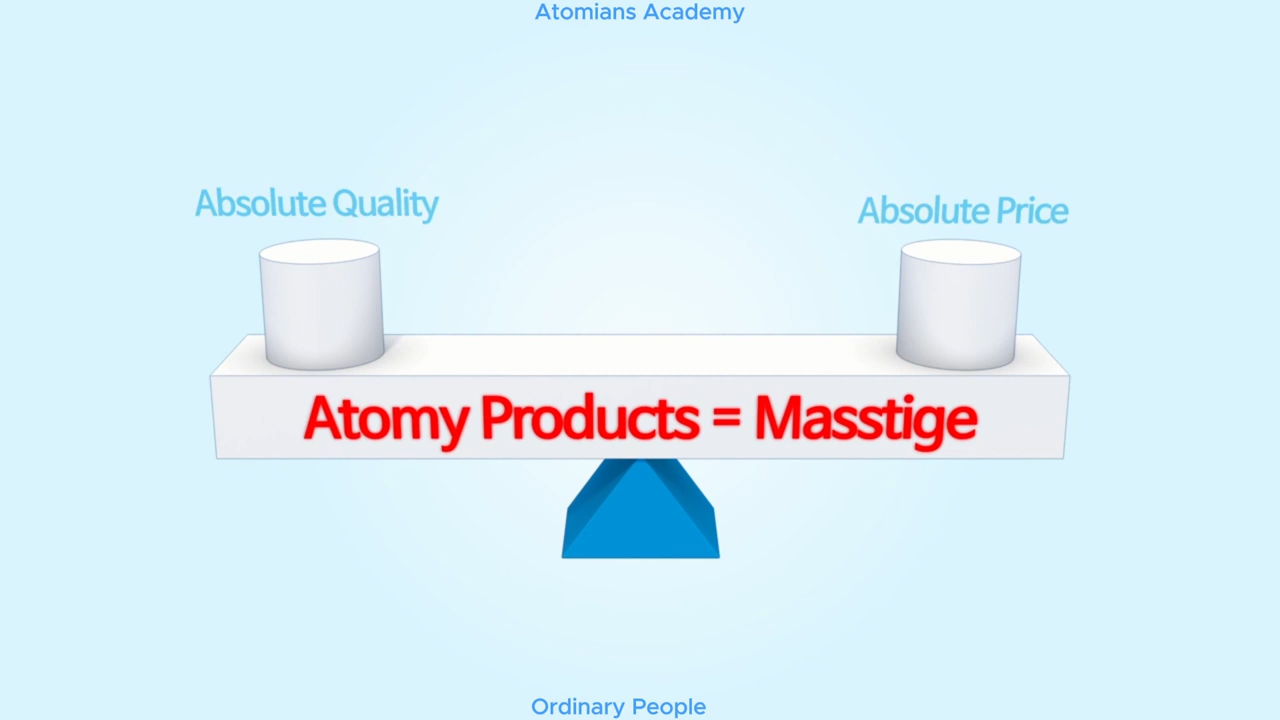 Atomians Academy
Absolute Quality
Absolute Price
Atomy Products = Masstige
Ordinary People